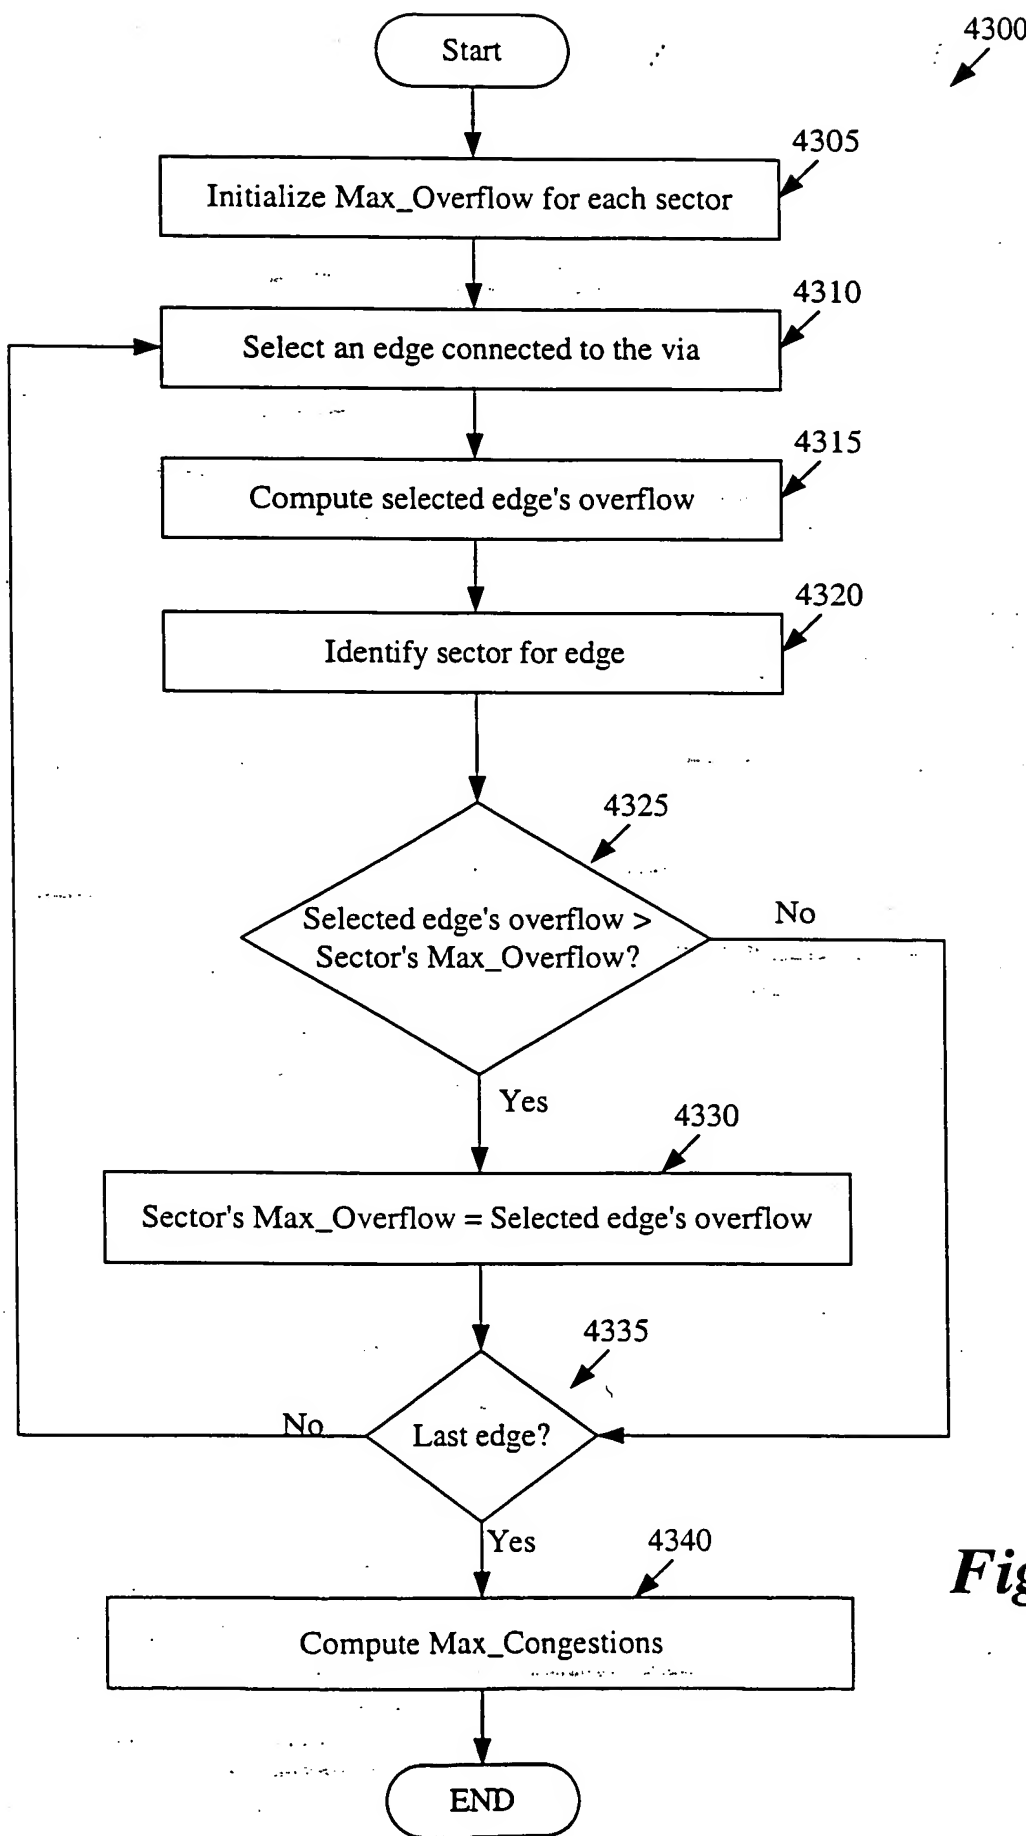 Start
4300
4305
Initialize Max_Overflow for each sector
4310
Select an edge connected to the via
4315
Compute selected edge's overflow
4320
Identify sector for edge
4325
Selected edge's overflow >
Sector's Max_Overflow?
No
Yes
4330
Sector's Max_Overflow = Selected edge's overflow
4335
Last edge?
No
Yes
4340
Compute Max_Congestions
Fig
END